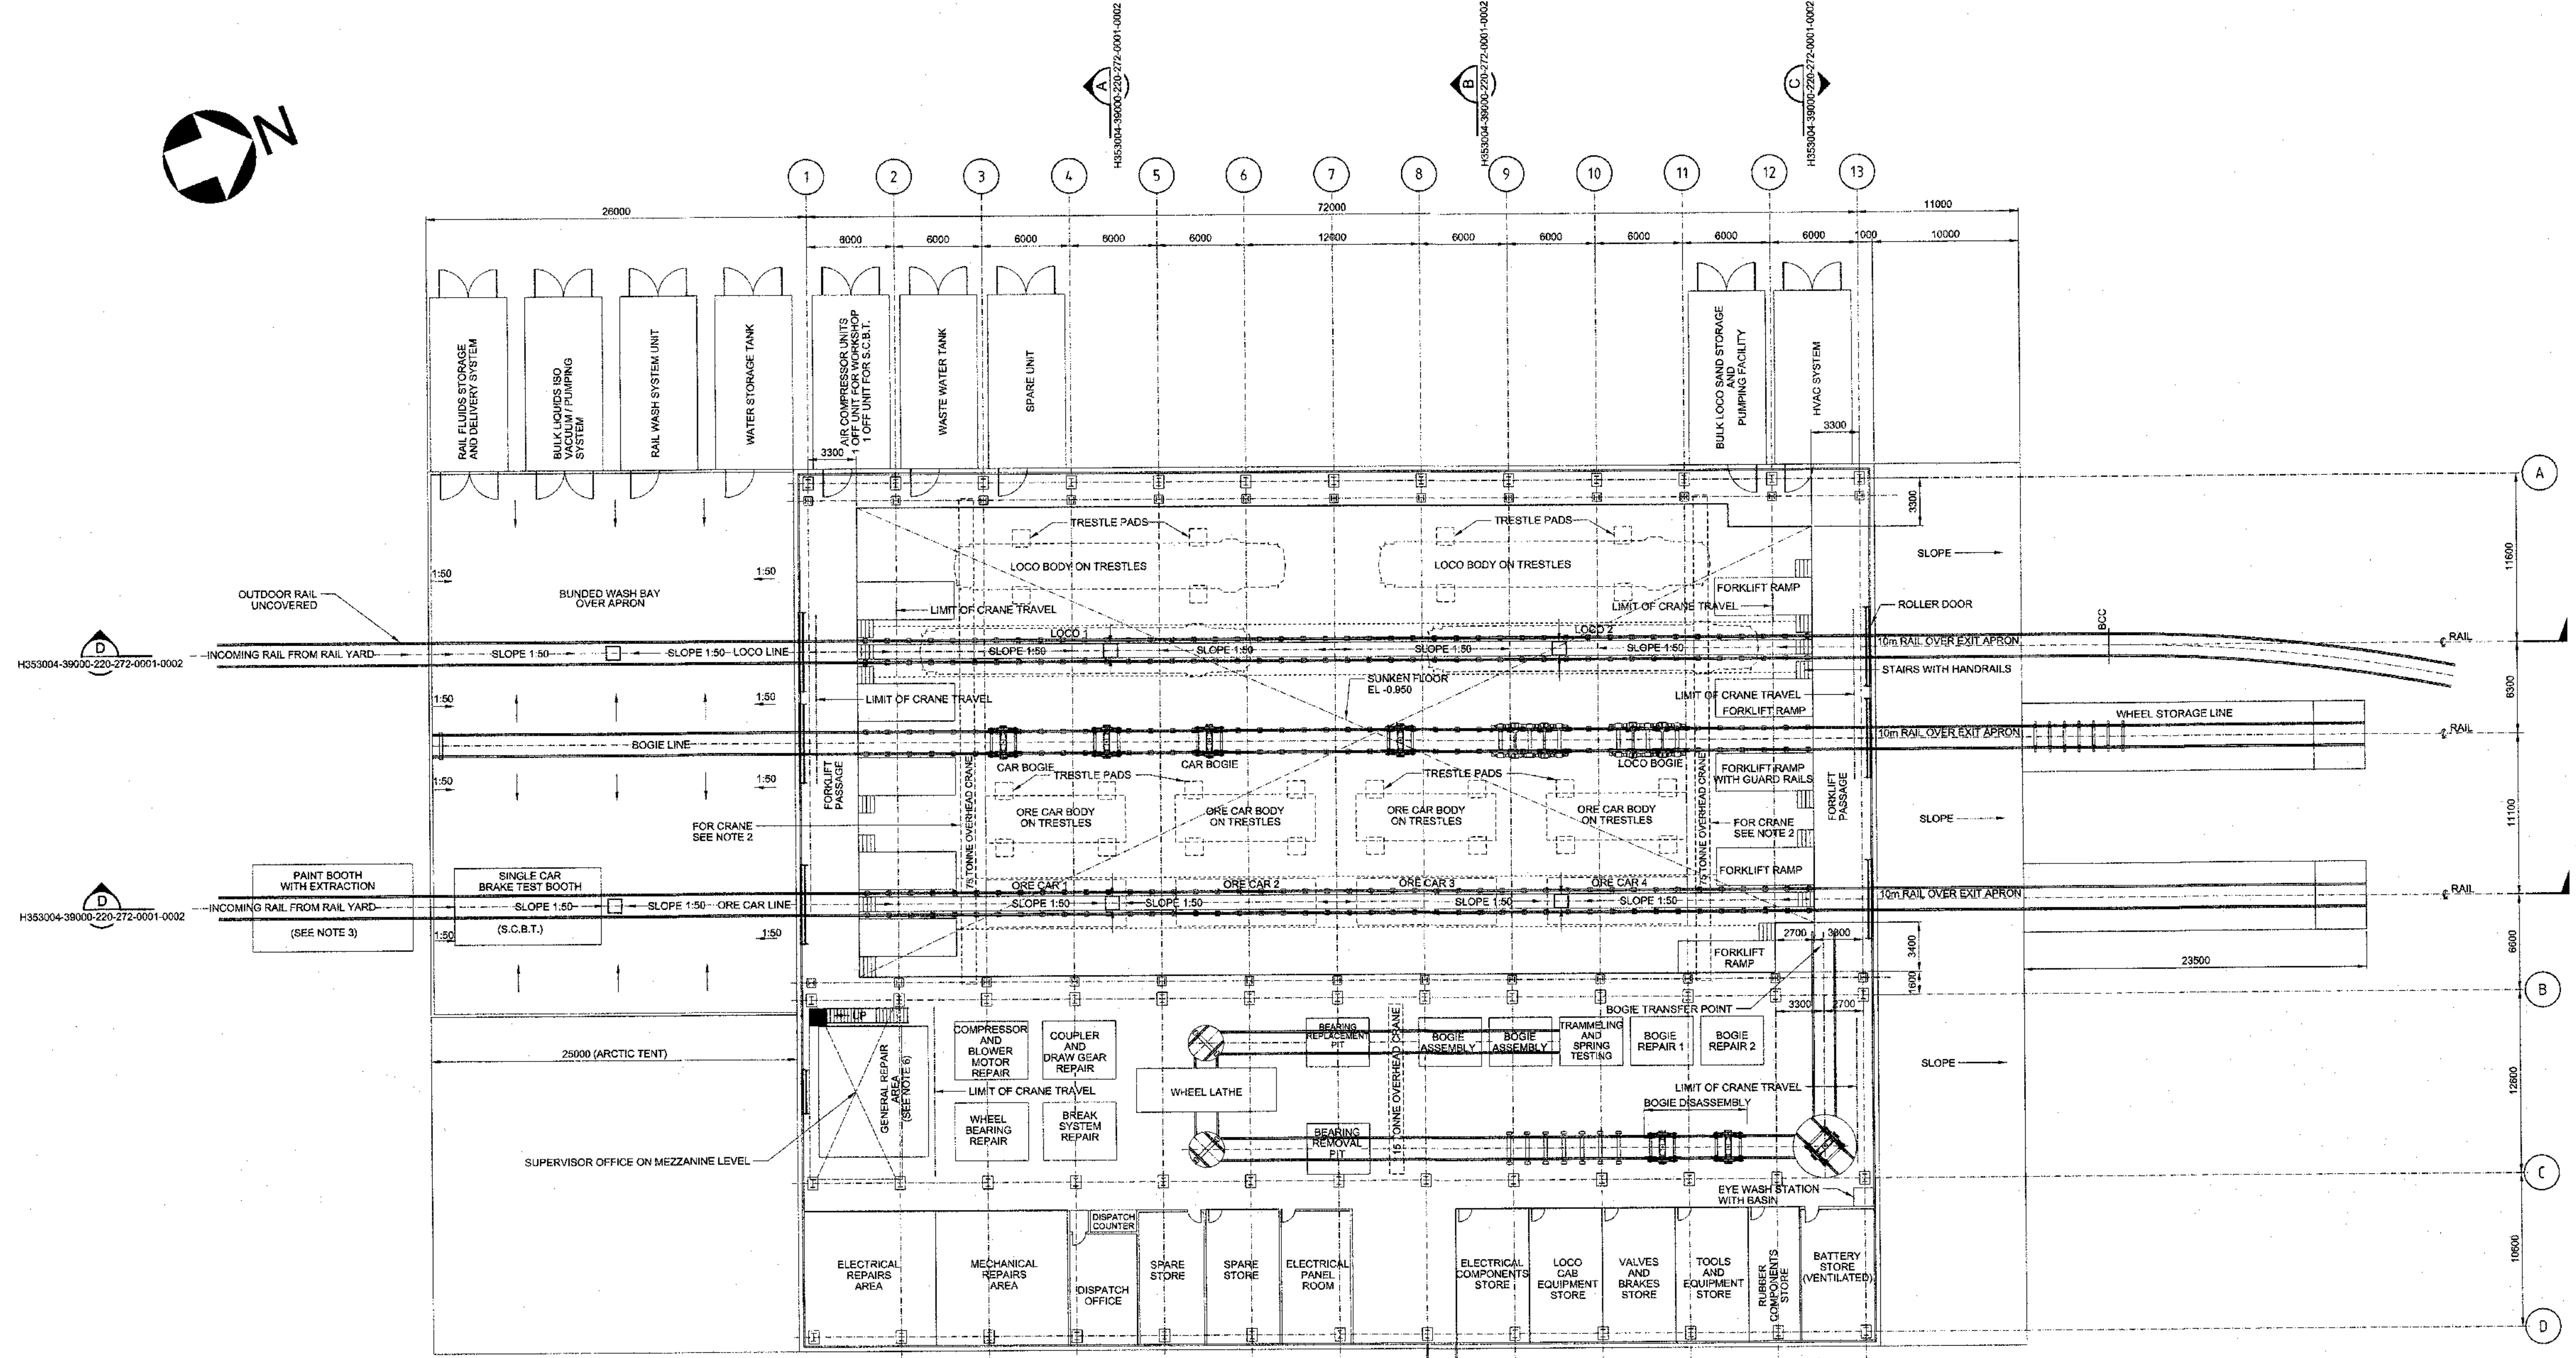 A
H353004-39000-220-272-0001-0002
B
H353004-39000-220-272-0001-0002
C
H353004-39000-220-272-0001-0002
N
1
2
3
4
5
6
7
8
9
10
11
12
13
26000
72000
11000
6000
6000
6000
6000
6000
12000
6000
6000
6000
6000
6000
1000
10000
RAIL FLUIDS STORAGE
AND DELIVERY SYSTEM
BULK LIQUIDS ISO
VACUUM / PUMPING
SYSTEM
RAIL WASH SYSTEM UNIT
WATER STORAGE TANK
AIR COMPRESSOR UNITS
1 OFF UNIT FOR WORKSHOP
1 OFF UNIT FOR S.C.B.T.
WASTE WATER TANK
SPARE UNIT
BULK LOCO SAND STORAGE
AND
PUMPING FACILITY
HVAC SYSTEM
3300
3300
A
3300
TRESTLE PADS
TRESTLE PADS
LOCO BODY ON TRESTLES
LOCO BODY ON TRESTLES
SLOPE
11600
1:50
1:50
BUNDED WASH BAY
OVER APRON
OUTDOOR RAIL
UNCOVERED
LIMIT OF CRANE TRAVEL
LIMIT OF CRANE TRAVEL
FORKLIFT RAMP
ROLLER DOOR
BCC
LOCO 1
LOCO 2
10m RAIL OVER EXIT APRON
RAIL
D
H353004-39000-220-272-0001-0002
INCOMING RAIL FROM RAIL YARD
SLOPE 1:50
SLOPE 1:50
LOCO LINE
SLOPE 1:50
SLOPE 1:50
SLOPE 1:50
SLOPE 1:50
STAIRS WITH HANDRAILS
SUNKEN FLOOR
EL -0.950
1:50
1:50
LIMIT OF CRANE TRAVEL
LIMIT OF CRANE TRAVEL
FORKLIFT RAMP
6300
WHEEL STORAGE LINE
BOGIE LINE
10m RAIL OVER EXIT APRON
RAIL
CAR BOGIE
CAR BOGIE
LOCO BOGIE
TRESTLE PADS
TRESTLE PADS
FORKLIFT RAMP
WITH GUARD RAILS
1:50
1:50
FORKLIFT
PASSAGE
FORKLIFT
PASSAGE
75 TONNE OVERHEAD CRANE
75 TONNE OVERHEAD CRANE
ORE CAR BODY
ON TRESTLES
ORE CAR BODY
ON TRESTLES
ORE CAR BODY
ON TRESTLES
ORE CAR BODY
ON TRESTLES
FOR CRANE
SEE NOTE 2
FOR CRANE
SEE NOTE 2
SLOPE
11100
PAINT BOOTH
WITH EXTRACTION
(SEE NOTE 3)
SINGLE CAR
BRAKE TEST BOOTH
(S.C.B.T.)
FORKLIFT RAMP
ORE CAR 1
ORE CAR 2
ORE CAR 3
ORE CAR 4
10m RAIL OVER EXIT APRON
RAIL
D
H353004-39000-220-272-0001-0002
INCOMING RAIL FROM RAIL YARD
SLOPE 1:50
SLOPE 1:50
ORE CAR LINE
SLOPE 1:50
SLOPE 1:50
SLOPE 1:50
SLOPE 1:50
1:50
1:50
2700
3300
3400
1600
6600
23500
FORKLIFT
RAMP
B
BOGIE TRANSFER POINT
3300
2700
UP
25000 (ARCTIC TENT)
GENERAL REPAIR
AREA
(SEE NOTE 6)
COMPRESSOR
AND
BLOWER
MOTOR
REPAIR
COUPLER
AND
DRAW GEAR
REPAIR
BEARING
REPLACEMENT
PIT
BOGIE
ASSEMBLY
BOGIE
ASSEMBLY
TRAMMELING
AND
SPRING
TESTING
BOGIE
REPAIR 1
BOGIE
REPAIR 2
SLOPE
15 TONNE OVERHEAD CRANE
LIMIT OF CRANE TRAVEL
WHEEL LATHE
LIMIT OF CRANE TRAVEL
BOGIE DISASSEMBLY
12600
WHEEL
BEARING
REPAIR
BREAK
SYSTEM
REPAIR
BEARING
REMOVAL
PIT
SUPERVISOR OFFICE ON MEZZANINE LEVEL
C
EYE WASH STATION
WITH BASIN
DISPATCH
COUNTER
ELECTRICAL
REPAIRS
AREA
MECHANICAL
REPAIRS
AREA
DISPATCH
OFFICE
SPARE
STORE
SPARE
STORE
ELECTRICAL
PANEL
ROOM
ELECTRICAL
COMPONENTS
STORE
LOCO
CAB
EQUIPMENT
STORE
VALVES
AND
BRAKES
STORE
TOOLS
AND
EQUIPMENT
STORE
RUBBER
COMPONENTS
STORE
BATTERY
STORE
(VENTILATED)
10600
D